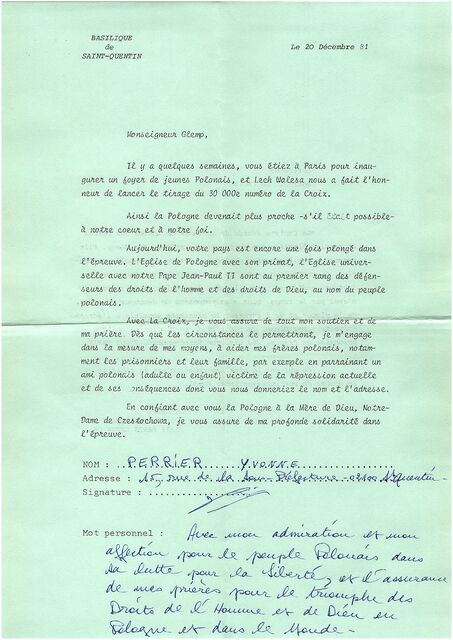 BASILIQUE
de
SAINT-QUENTIN
Le 20 Décembre 81
Monseigneur Glemp,
Il y a quelques semaines, vous étiez à Paris pour inau-
gurer un foyer de jeunes Polonais, et Lech Walesa nous a fait l'hon-
neur de lancer le tirage du 30 000e numéro de la Croix.
Ainsi la Pologne devenait plus proche -s'il était possible-
à notre coeur et à notre foi.
Aujourd'hui, votre pays est encore une fois plongé dans
l'épreuve. L'Eglise de Pologne avec son primat, l'Eglise univer-
selle avec notre Pape Jean-Paul II sont au premier rang des défen-
seurs des droits de l'homme et des droits de Dieu, au nom du peuple
polonais.
Avec la Croix, je vous assure de tout mon soutien et de
ma prière. Dès que les circonstances le permetiront, je m'engage
dans la mesure de mes moyens, à aider mes frères polonais, notam-
ment les prisonniers et leur famille, par exemple en parrainant un
ami polonais (adulte ou enfant) victime de la répression actuelle
et de ses onséquences dont vous nous donneriez le nom et l'adresse.
En confiant avec vous la Pologne à la Mère de Dieu, Notre-
Dame de Czestochowa, je vous assure de ma profonde solidarité dans
l'épreuve.
NOM : PERRIER YVONNE
Adresse : 15, rue de la Sous-Préfecture - 02100 St Quentin -
Signature :
Mot personnel : Avec mon admiration et mon
affection pour le peuple Polonais dans
sa lutte pour la Liberté, et l'assurance
de mes prières pour le triomphe des
Droits de l'Homme et de Dieu en
Pologne et dans le Monde -